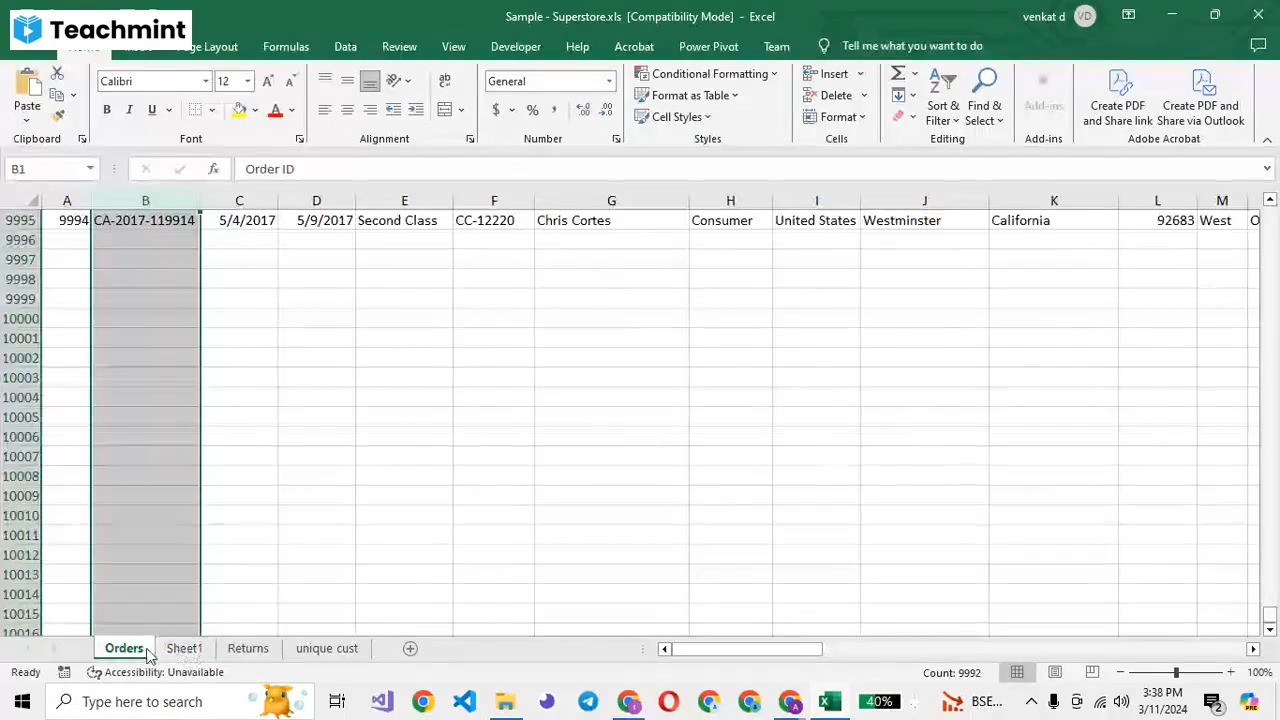 Teachmint
Sample - Superstore.xls [Compatibility Mode] - Excel
venkat d VD
Page Layout Formulas Data Review View Developer Help Acrobat Power Pivot Team Tell me what you want to do
Paste
Calibri 12
B I U
General
$ % ,
Conditional Formatting
Format as Table
Cell Styles
Insert
Delete
Format
Sort & Filter
Find & Select
Add-ins
Create PDF and Share link
Create PDF and Share via Outlook
Clipboard Font Alignment Number Styles Cells Editing Add-ins Adobe Acrobat
B1 fx Order ID
A B C D E F G H I J K L M
9995 9994 CA-2017-119914 5/4/2017 5/9/2017 Second Class CC-12220 Chris Cortes Consumer United States Westminster California 92683 West O
9996
9997
9998
9999
10000
10001
10002
10003
10004
10005
10006
10007
10008
10009
10010
10011
10012
10013
10014
10015
10016
Orders Sheet1 Returns unique cust
Ready Accessibility: Unavailable Count: 9992 100%
Type here to search 40% BSE... 3:38 PM
3/11/2024 2